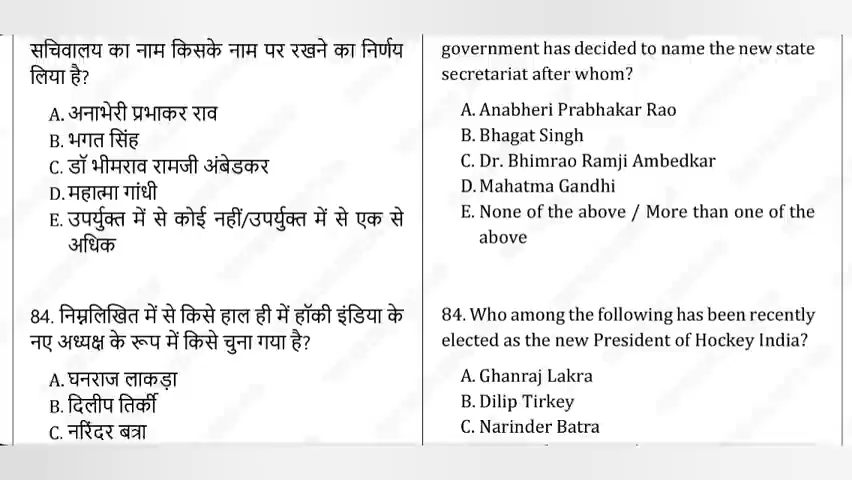 सचिवालय का नाम किसके नाम पर रखने का निर्णय
लिया है?
A. अनाभेरी प्रभाकर राव
B. भगत सिंह
C. डॉ भीमराव रामजी अंबेडकर
D. महात्मा गांधी
E. उपर्युक्त में से कोई नहीं/उपर्युक्त में से एक से
अधिक
84. निम्नलिखित में से किसे हाल ही में हॉकी इंडिया के
नए अध्यक्ष के रूप में किसे चुना गया है?
A. घनराज लाकड़ा
B. दिलीप तिर्की
C. नरिंदर बत्रा
government has decided to name the new state
secretariat after whom?
A. Anabheri Prabhakar Rao
B. Bhagat Singh
C. Dr. Bhimrao Ramji Ambedkar
D. Mahatma Gandhi
E. None of the above / More than one of the
above
84. Who among the following has been recently
elected as the new President of Hockey India?
A. Ghanraj Lakra
B. Dilip Tirkey
C. Narinder Batra